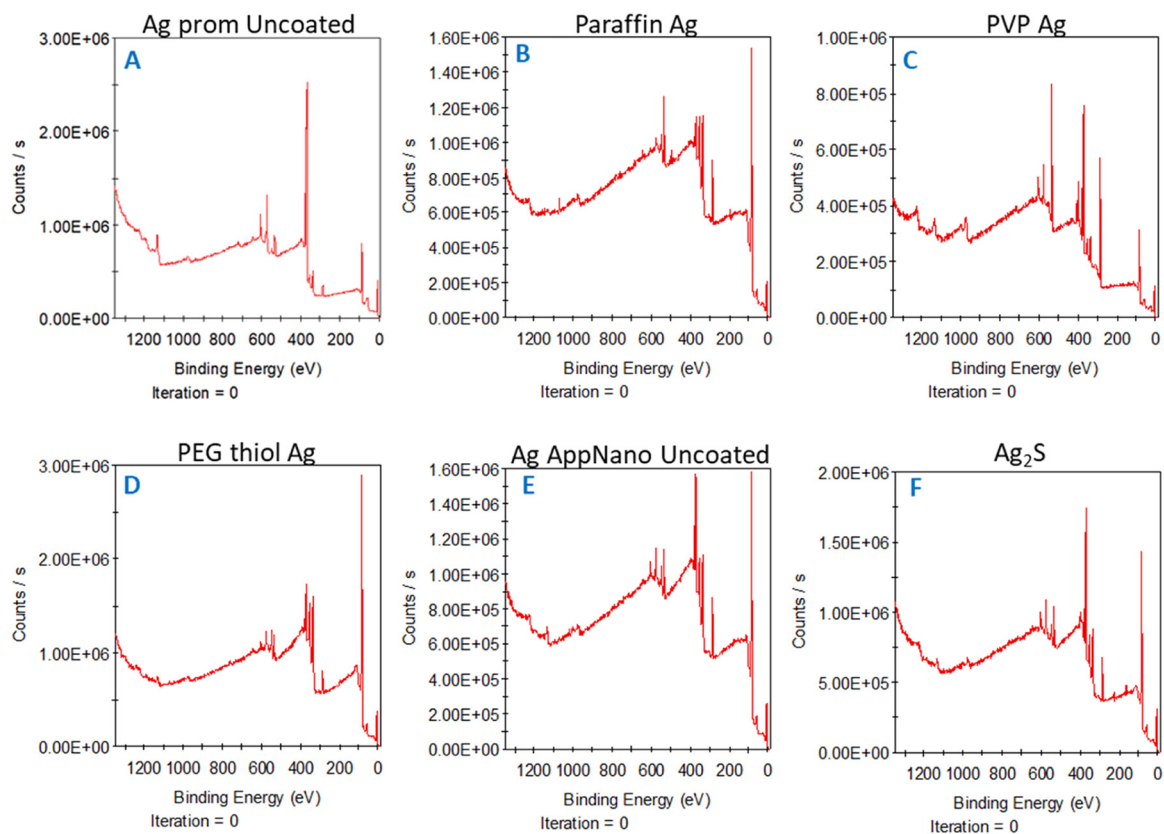 Ag prom Uncoated
A
3.00E+06
2.00E+06
1.00E+06
0.00E+00
Counts / s
1200 1000 800 600 400 200 0
Binding Energy (eV)
Iteration = 0
Paraffin Ag
B
1.60E+06
1.40E+06
1.20E+06
1.00E+06
8.00E+05
6.00E+05
4.00E+05
2.00E+05
0.00E+00
Counts / s
1200 1000 800 600 400 200 0
Binding Energy (eV)
Iteration = 0
PVP Ag
C
1.00E+06
8.00E+05
6.00E+05
4.00E+05
2.00E+05
0.00E+00
Counts / s
1200 1000 800 600 400 200 0
Binding Energy (eV)
Iteration = 0
PEG thiol Ag
D
3.00E+06
2.00E+06
1.00E+06
0.00E+00
Counts / s
1200 1000 800 600 400 200 0
Binding Energy (eV)
Iteration = 0
Ag AppNano Uncoated
E
1.60E+06
1.40E+06
1.20E+06
1.00E+06
8.00E+05
6.00E+05
4.00E+05
2.00E+05
0.00E+00
Counts / s
1200 1000 800 600 400 200 0
Binding Energy (eV)
Iteration = 0
Ag₂S
F
2.00E+06
1.50E+06
1.00E+06
5.00E+05
0.00E+00
Counts / s
1200 1000 800 600 400 200 0
Binding Energy (eV)
Iteration = 0